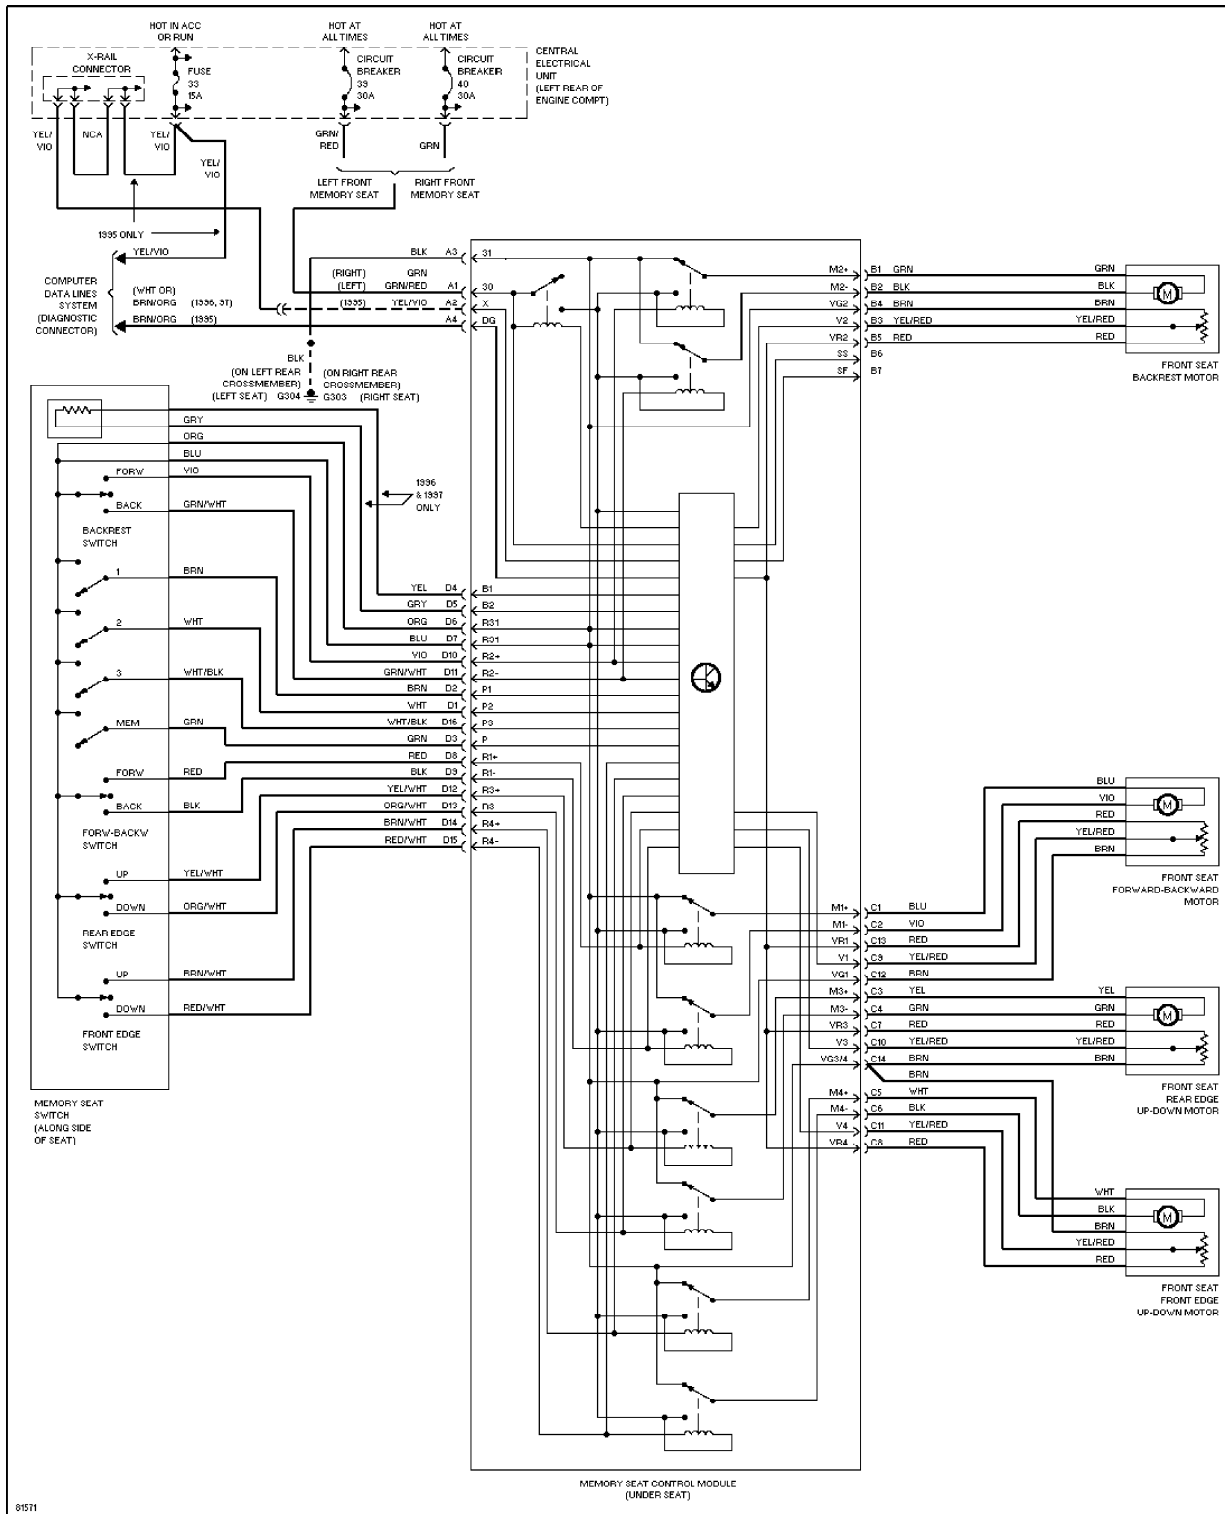 HOT IN ACC
OR RUN
HOT AT
ALL TIMES
HOT AT
ALL TIMES
X-RAIL
CONNECTOR
FUSE
33
15A
CIRCUIT
BREAKER
39
30A
CIRCUIT
BREAKER
40
30A
CENTRAL
ELECTRICAL
UNIT
(LEFT REAR OF
ENGINE COMPT)
YEL/
VIO
NCA
YEL/
VIO
YEL/
VIO
GRN/
RED
GRN
LEFT FRONT
MEMORY SEAT
RIGHT FRONT
MEMORY SEAT
1995 ONLY
YEL/VIO
COMPUTER
DATA LINES
SYSTEM
(DIAGNOSTIC
CONNECTOR)
(WHT OR)
BRN/ORG (1996, 97)
BRN/ORG (1995)
BLK A3 31
(RIGHT) GRN
(LEFT) GRN/RED A1 30
(1995) YEL/VIO A2 X
A4 DG
BLK
(ON LEFT REAR
CROSSMEMBER)
(LEFT SEAT) G304
(ON RIGHT REAR
CROSSMEMBER)
G303 (RIGHT SEAT)
M2+ B1 GRN GRN
M2- B2 BLK BLK
VG2 B4 BRN BRN
V2 B3 YEL/RED YEL/RED
VR2 B5 RED RED
SS B6
SF B7
M
FRONT SEAT
BACKREST MOTOR
GRY
ORG
BLU
FORW VIO
BACK GRN/WHT
BACKREST
SWITCH
1996
& 1997
ONLY
1 BRN
2 WHT
3 WHT/BLK
MEM GRN
FORW RED
BACK BLK
FORW-BACKW
SWITCH
UP YEL/WHT
DOWN ORG/WHT
REAR EDGE
SWITCH
UP BRN/WHT
DOWN RED/WHT
FRONT EDGE
SWITCH
MEMORY SEAT
SWITCH
(ALONG SIDE
OF SEAT)
YEL D4 B1
GRY D5 B2
ORG D6 R31
BLU D7 R31
VIO D10 R2+
GRN/WHT D11 R2-
BRN D2 P1
WHT D1 P2
WHT/BLK D16 P3
GRN D3 P
RED D8 R1+
BLK D9 R1-
YEL/WHT D12 R3+
ORG/WHT D13 R3
BRN/WHT D14 R4+
RED/WHT D15 R4-
BLU
VIO
RED
YEL/RED
BRN
M
FRONT SEAT
FORWARD-BACKWARD
MOTOR
M1+ C1 BLU
M1- C2 VIO
VR1 C13 RED
V1 C9 YEL/RED
VG1 C12 BRN
M3+ C3 YEL YEL
M3- C4 GRN GRN
VR3 C7 RED RED
V3 C10 YEL/RED YEL/RED
VG3/4 C14 BRN BRN
BRN
M
FRONT SEAT
REAR EDGE
UP-DOWN MOTOR
M4+ C5 WHT
M4- C6 BLK
V4 C11 YEL/RED
VR4 C8 RED
WHT
BLK
BRN
YEL/RED
RED
M
FRONT SEAT
FRONT EDGE
UP-DOWN MOTOR
MEMORY SEAT CONTROL MODULE
(UNDER SEAT)
81571